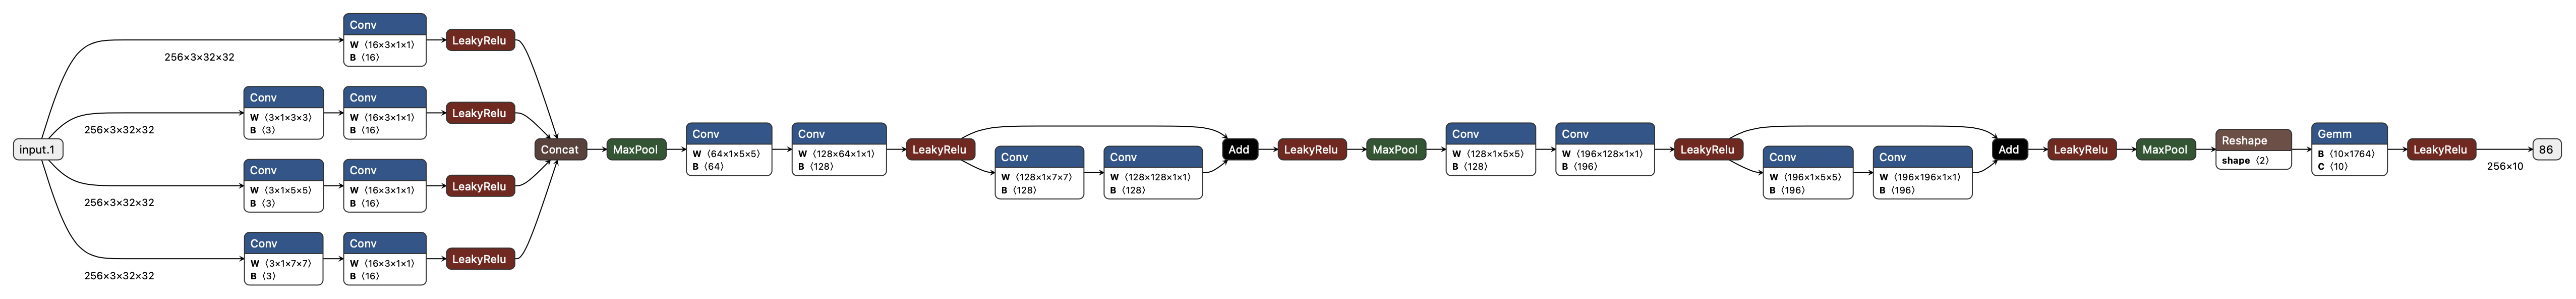 Conv
W ⟨16×3×1×1⟩
B ⟨16⟩
LeakyRelu
256×3×32×32
Conv
W ⟨3×1×3×3⟩
B ⟨3⟩
Conv
W ⟨16×3×1×1⟩
B ⟨16⟩
LeakyRelu
256×3×32×32
input.1
Conv
W ⟨3×1×5×5⟩
B ⟨3⟩
Conv
W ⟨16×3×1×1⟩
B ⟨16⟩
LeakyRelu
256×3×32×32
Conv
W ⟨3×1×7×7⟩
B ⟨3⟩
Conv
W ⟨16×3×1×1⟩
B ⟨16⟩
LeakyRelu
256×3×32×32
Concat
MaxPool
Conv
W ⟨64×1×5×5⟩
B ⟨64⟩
Conv
W ⟨128×64×1×1⟩
B ⟨128⟩
LeakyRelu
Conv
W ⟨128×1×7×7⟩
B ⟨128⟩
Conv
W ⟨128×128×1×1⟩
B ⟨128⟩
Add
LeakyRelu
MaxPool
Conv
W ⟨128×1×5×5⟩
B ⟨128⟩
Conv
W ⟨196×128×1×1⟩
B ⟨196⟩
LeakyRelu
Conv
W ⟨196×1×5×5⟩
B ⟨196⟩
Conv
W ⟨196×196×1×1⟩
B ⟨196⟩
Add
LeakyRelu
MaxPool
Reshape
shape ⟨2⟩
Gemm
B ⟨10×1764⟩
C ⟨10⟩
LeakyRelu
256×10
86